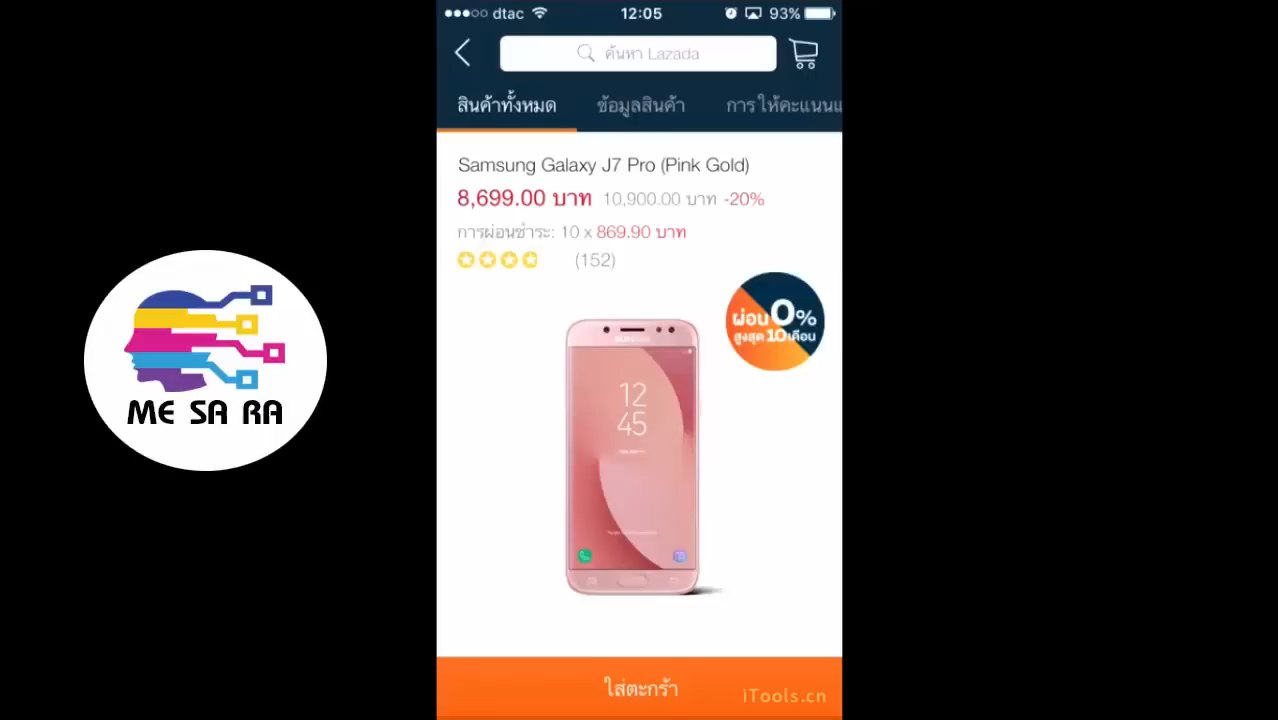 dtac 12:05 93%
ค้นหา Lazada
สินค้าทั้งหมด ข้อมูลสินค้า การให้คะแนนแ
Samsung Galaxy J7 Pro (Pink Gold)
8,699.00 บาท 10,900.00 บาท -20%
การผ่อนชำระ: 10 x 869.90 บาท
(152)
ผ่อน 0%
สูงสุด 10 เดือน
SAMSUNG
12
45
ME SA RA
ใส่ตะกร้า
iTools.cn